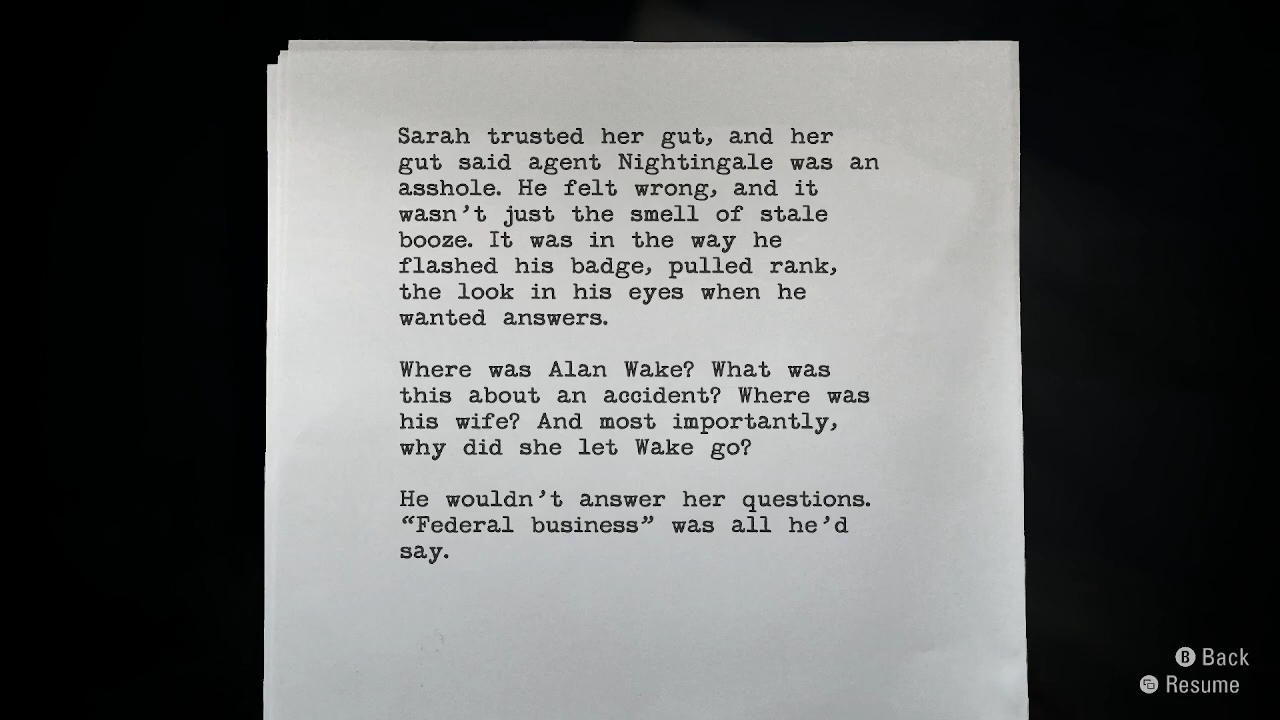 Sarah trusted her gut, and her
gut said agent Nightingale was an
asshole. He felt wrong, and it
wasn’t just the smell of stale
booze. It was in the way he
flashed his badge, pulled rank,
the look in his eyes when he
wanted answers.
Where was Alan Wake? What was
this about an accident? Where was
his wife? And most importantly,
why did she let Wake go?
He wouldn’t answer her questions.
“Federal business” was all he’d
say.
B Back
Resume